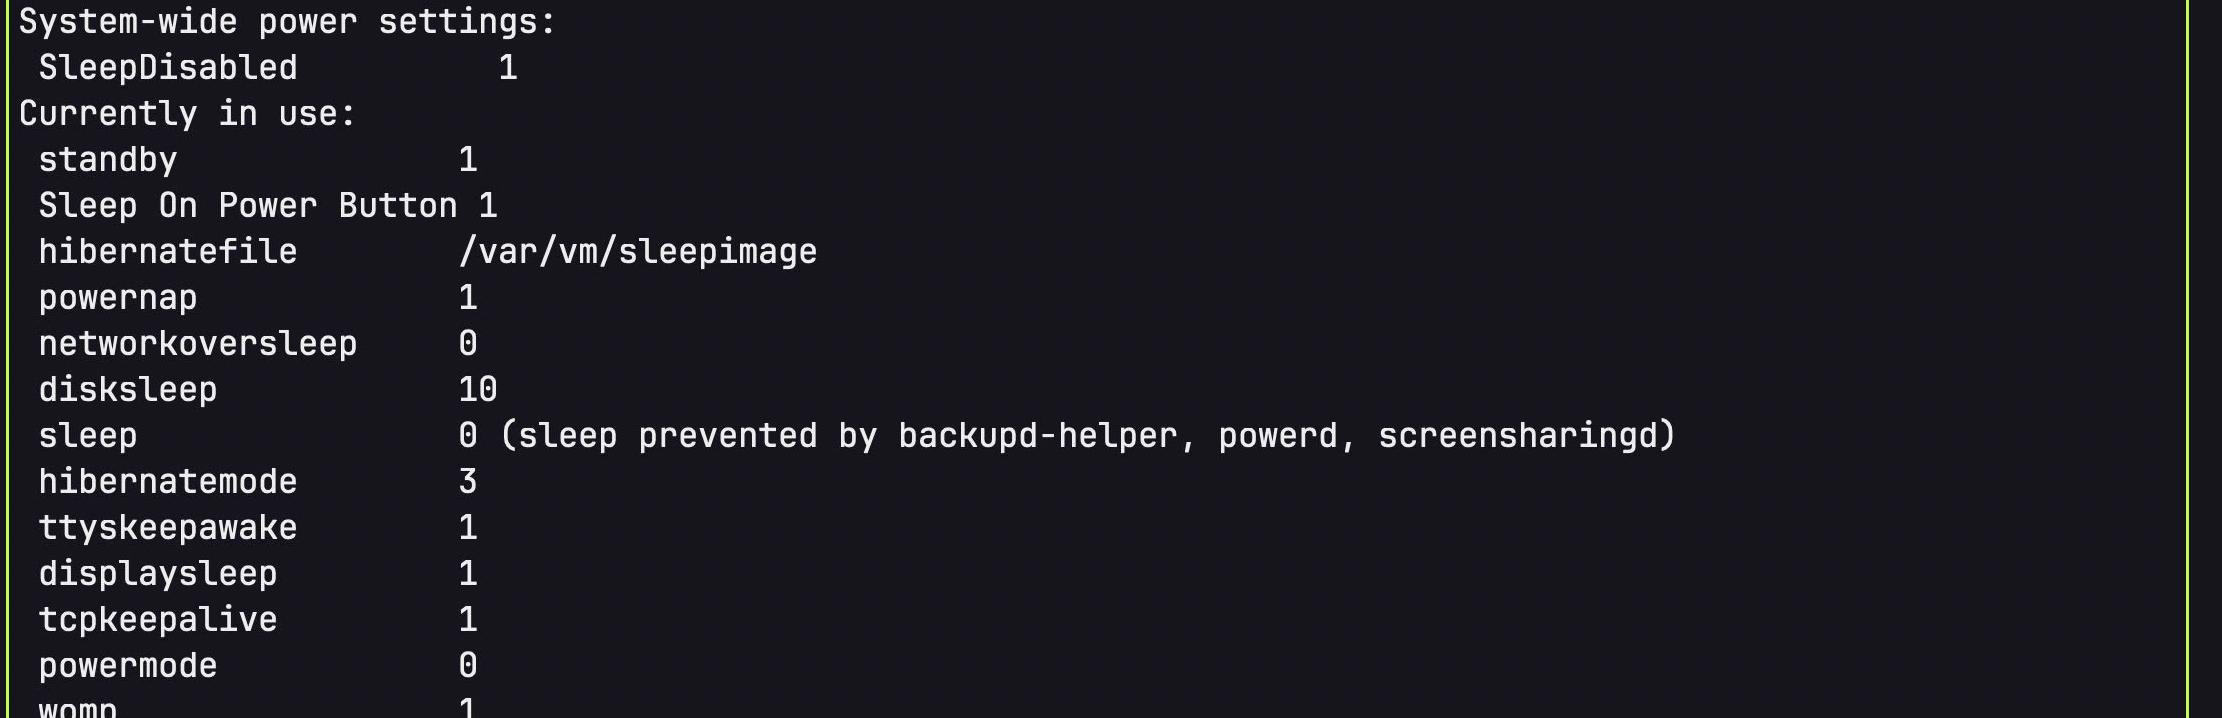 System-wide power settings:
SleepDisabled 1
Currently in use:
standby 1
Sleep On Power Button 1
hibernatefile /var/vm/sleepimage
powernap 1
networkoversleep 0
disksleep 10
sleep 0 (sleep prevented by backupd-helper, powerd, screensharingd)
hibernatemode 3
ttyskeepawake 1
displaysleep 1
tcpkeepalive 1
powermode 0
womp 1